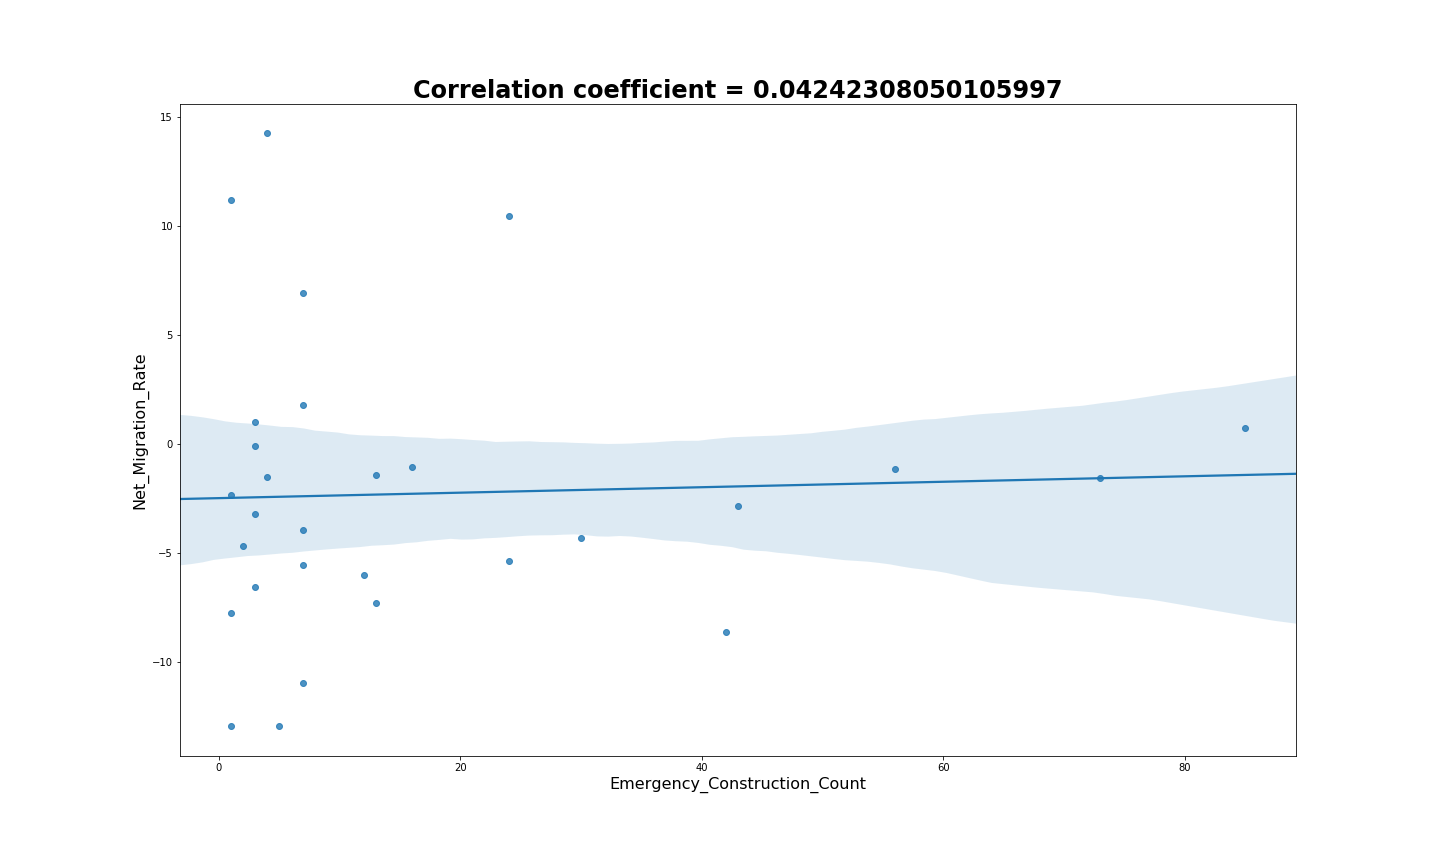 Correlation coefficient = 0.04242308050105997
15
10
5
0
−5
−10
Net_Migration_Rate
0 20 40 60 80
Emergency_Construction_Count